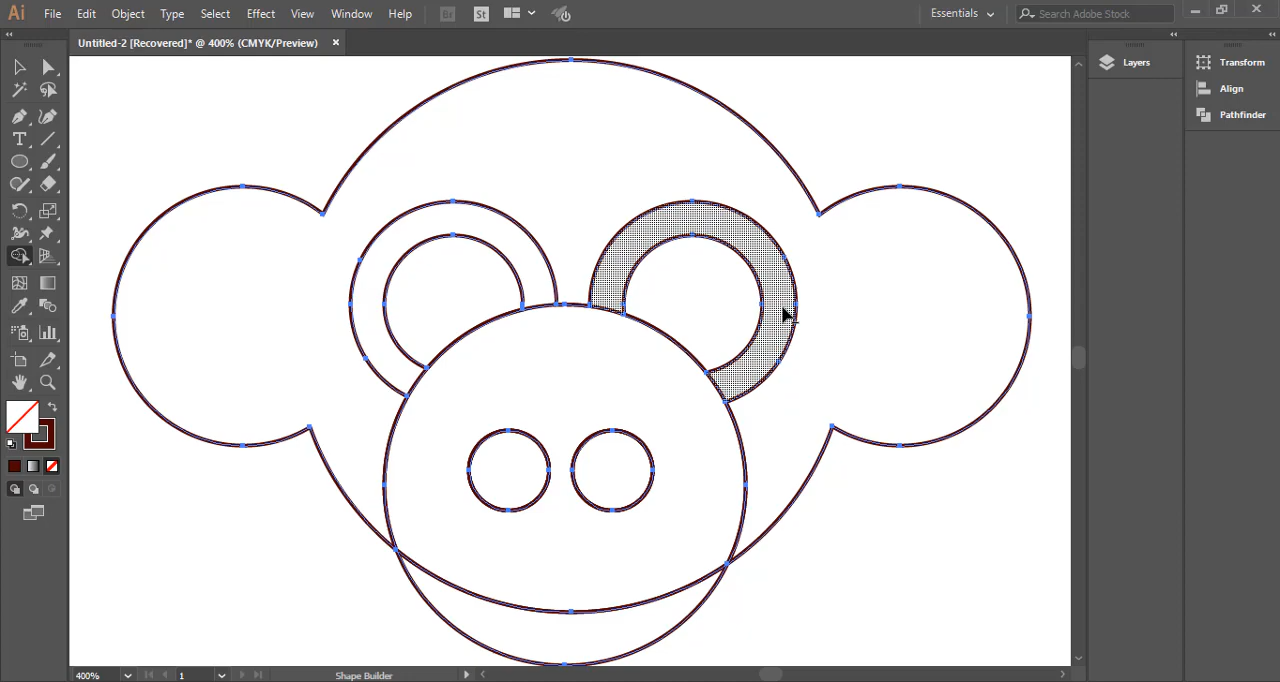 Ai File Edit Object Type Select Effect View Window Help Br St Essentials Search Adobe Stock
Untitled-2 [Recovered]* @ 400% (CMYK/Preview) ×
Layers
Transform
Align
Pathfinder
T
400% 1 Shape Builder